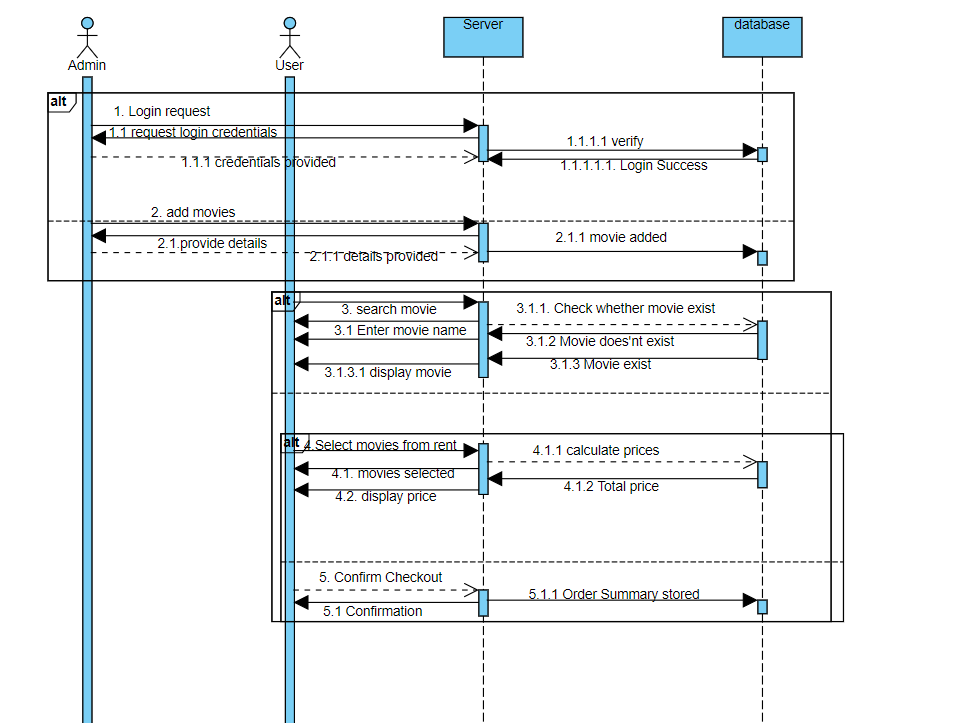 Server
database
Admin
User
alt
1. Login request
1.1 request login credentials
1.1.1.1 verify
1.1.1 credentials provided
1.1.1.1.1. Login Success
2. add movies
2.1.provide details
2.1.1 movie added
2.1.1 details provided
alt
3. search movie
3.1.1. Check whether movie exist
3.1 Enter movie name
3.1.2 Movie does'nt exist
3.1.3 Movie exist
3.1.3.1 display movie
alt
4.Select movies from rent
4.1.1 calculate prices
4.1. movies selected
4.1.2 Total price
4.2. display price
5. Confirm Checkout
5.1.1 Order Summary stored
5.1 Confirmation